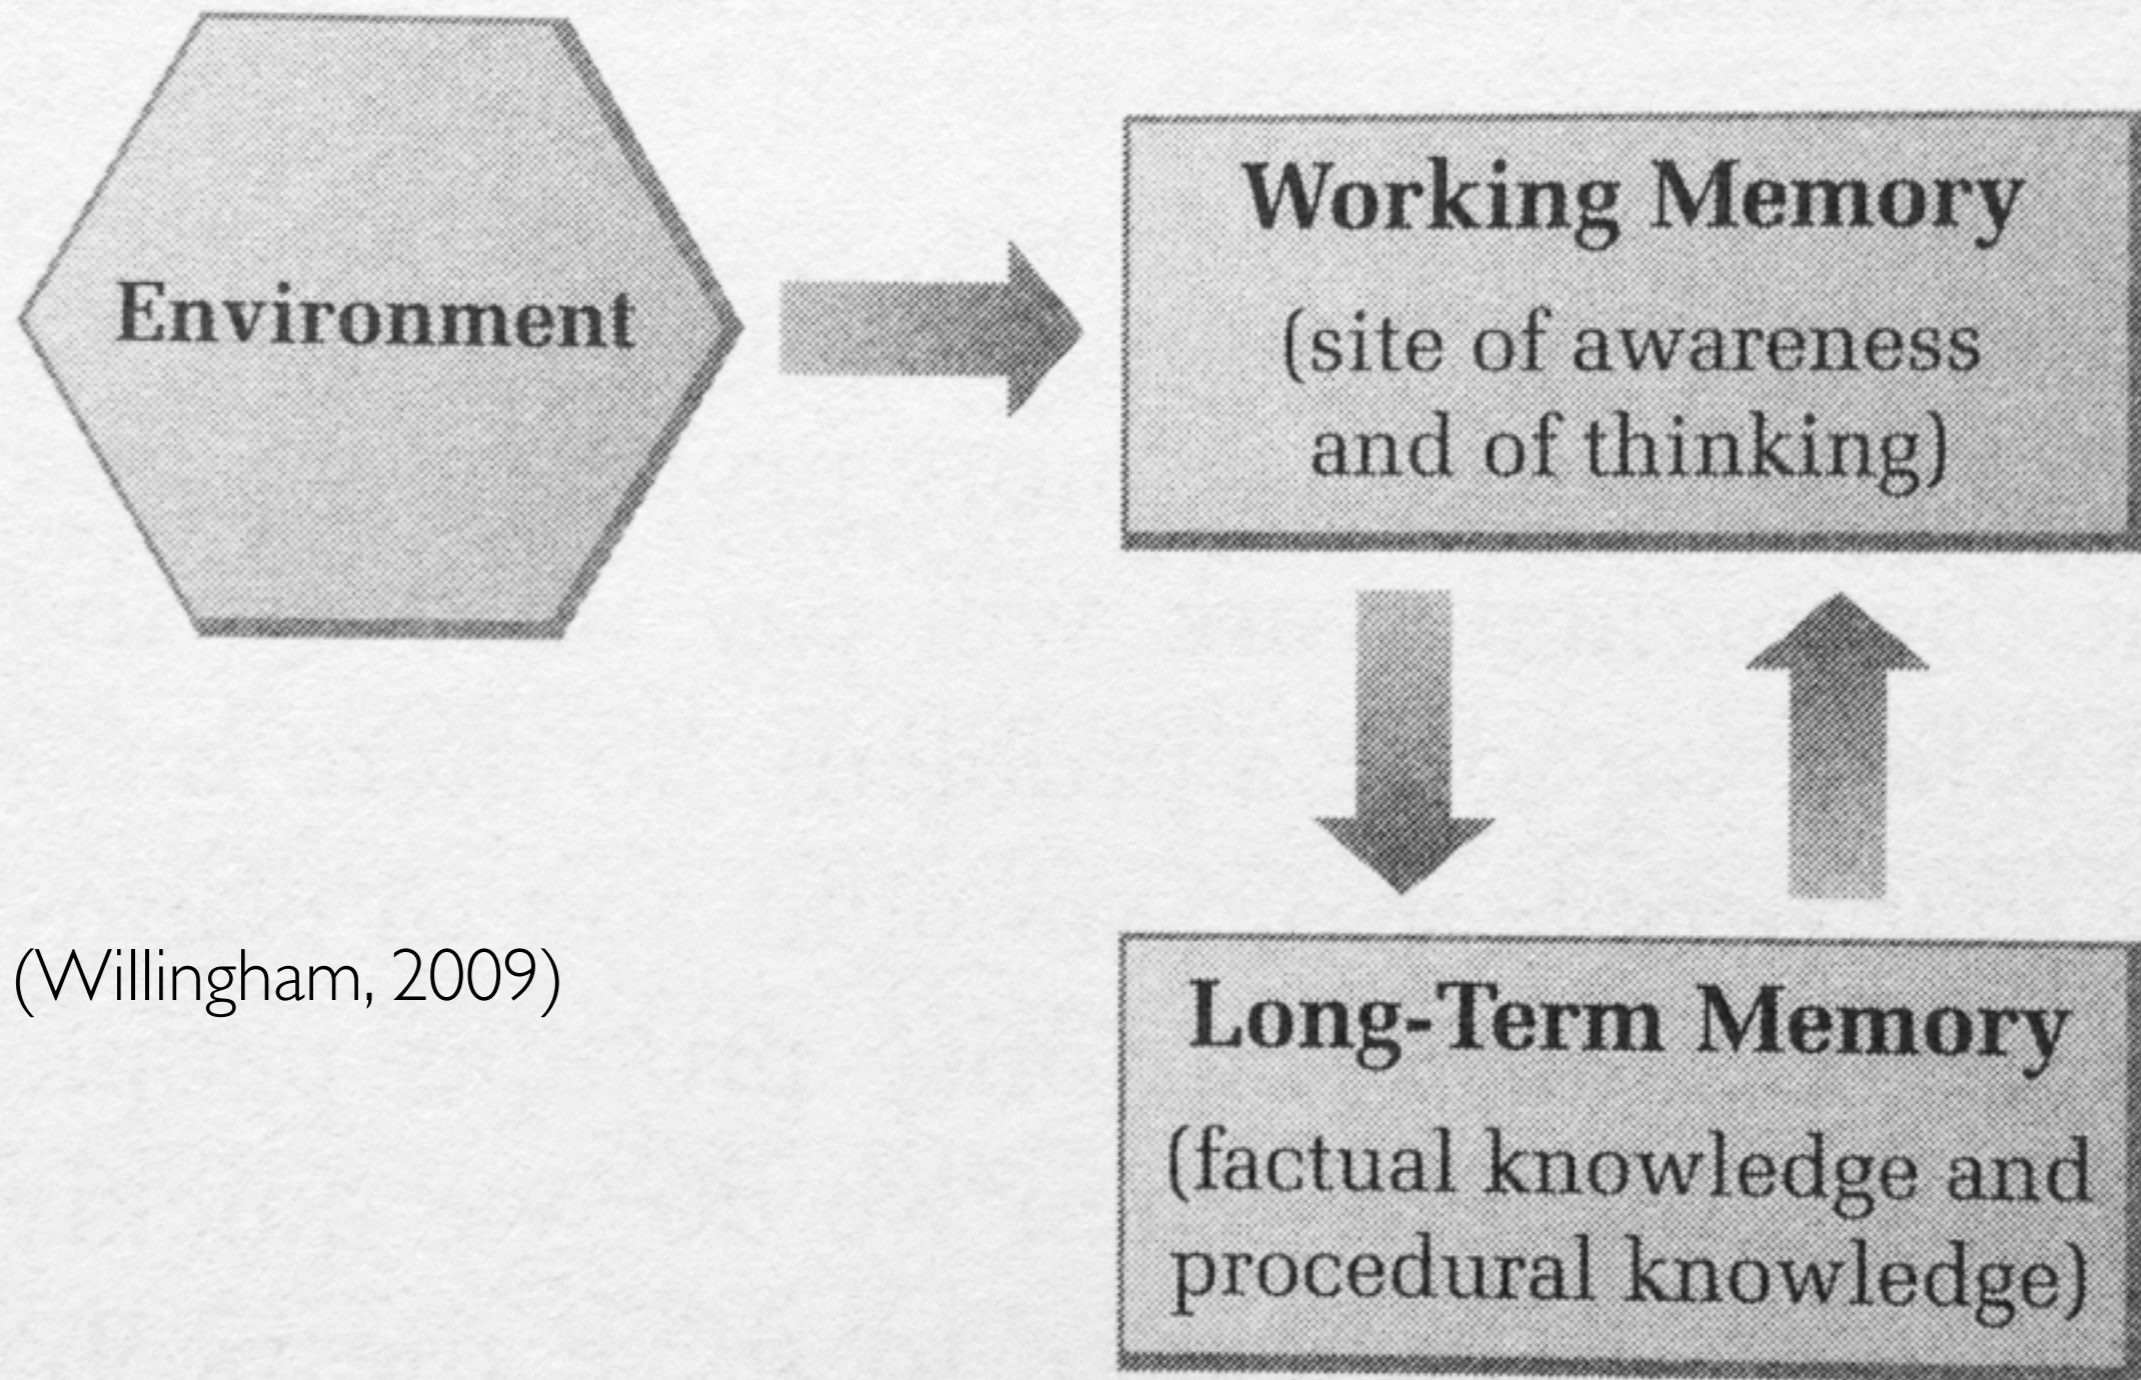 Environment
Working Memory
(site of awareness
and of thinking)
(Willingham, 2009)
Long-Term Memory
(factual knowledge and
procedural knowledge)